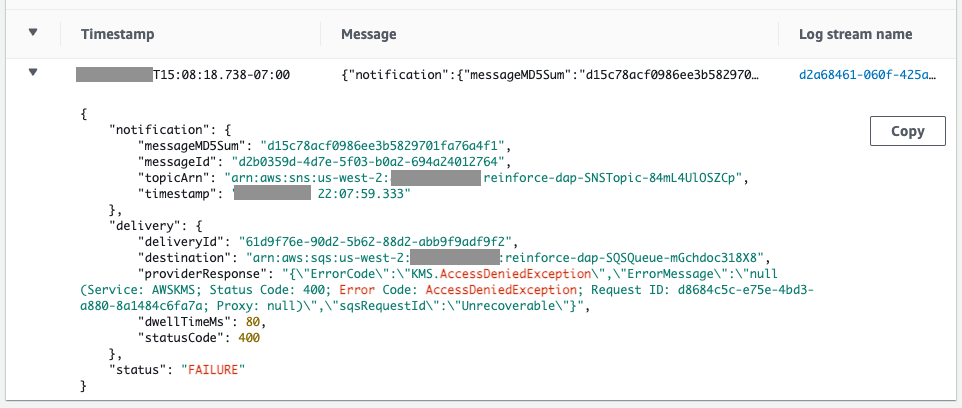 Timestamp Message Log stream name
T15:08:18.738-07:00 {"notification":{"messageMD5Sum":"d15c78acf0986ee3b582970… d2a68461-060f-425a…
{
"notification": {
"messageMD5Sum": "d15c78acf0986ee3b5829701fa76a4f1",
"messageId": "d2b0359d-4d7e-5f03-b0a2-694a24012764",
"topicArn": "arn:aws:sns:us-west-2: reinforce-dap-SNSTopic-84mL4UlOSZCp",
"timestamp": " 22:07:59.333"
},
"delivery": {
"deliveryId": "61d9f76e-90d2-5b62-88d2-abb9f9adf9f2",
"destination": "arn:aws:sqs:us-west-2: :reinforce-dap-SQSQueue-mGchdoc318X8",
"providerResponse": "{\"ErrorCode\":\"KMS.AccessDeniedException\",\"ErrorMessage\":\"null
(Service: AWSKMS; Status Code: 400; Error Code: AccessDeniedException; Request ID: d8684c5c-e75e-4bd3-
a880-8a1484c6fa7a; Proxy: null)\",\"sqsRequestId\":\"Unrecoverable\"}",
"dwellTimeMs": 80,
"statusCode": 400
},
"status": "FAILURE"
}
Copy